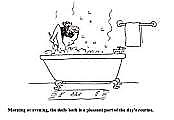 Morning or evening, the daily bath is a pleasant part of the day's routine.